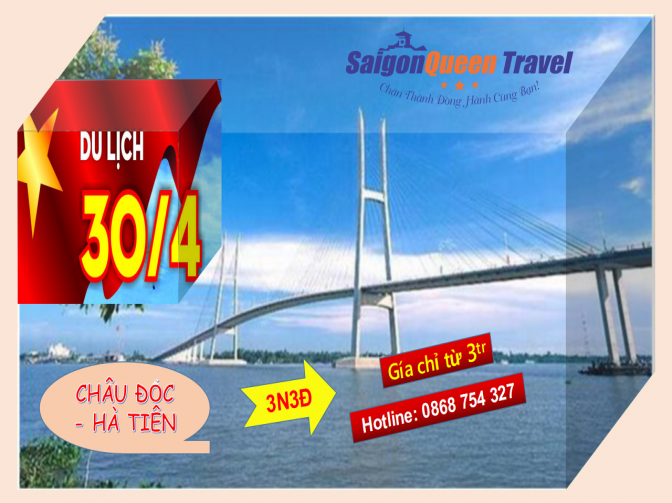 SaigonQueen Travel
Chân Thành Đồng Hành Cùng Bạn!
DU LỊCH
30/4
CHÂU ĐỐC
- HÀ TIÊN
3N3Đ
Gía chỉ từ 3tr
Hotline: 0868 754 327